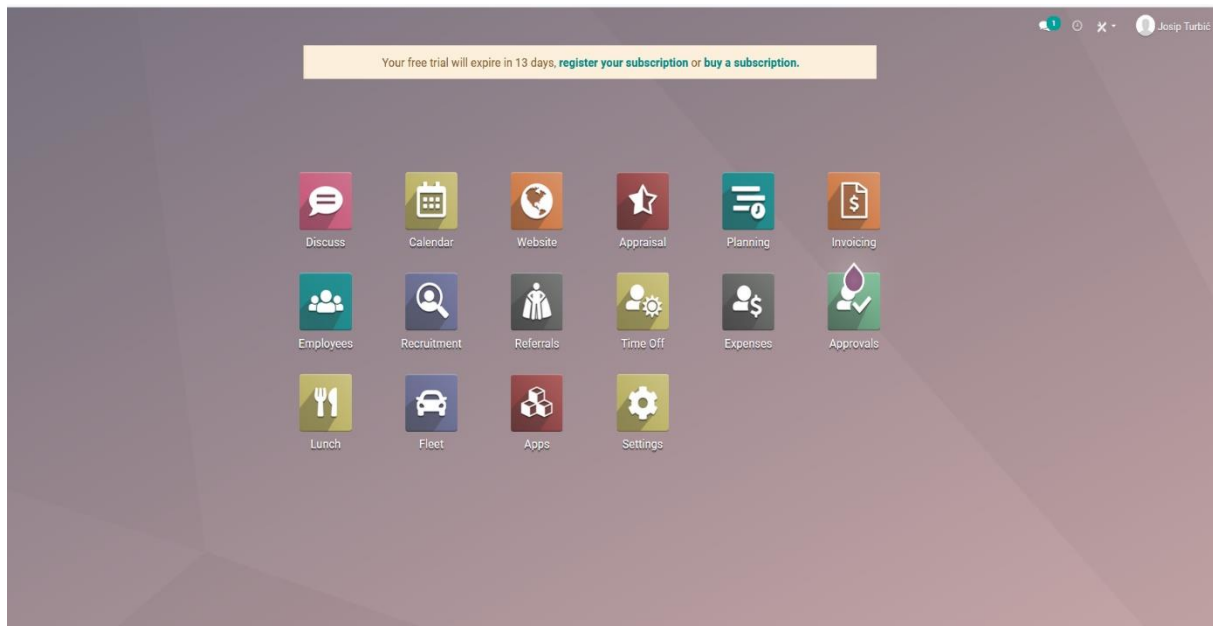 1
Josip Turbić
Your free trial will expire in 13 days, register your subscription or buy a subscription.
Discuss
Calendar
Website
Appraisal
Planning
Invoicing
Employees
Recruitment
Referrals
Time Off
Expenses
Approvals
Lunch
Fleet
Apps
Settings